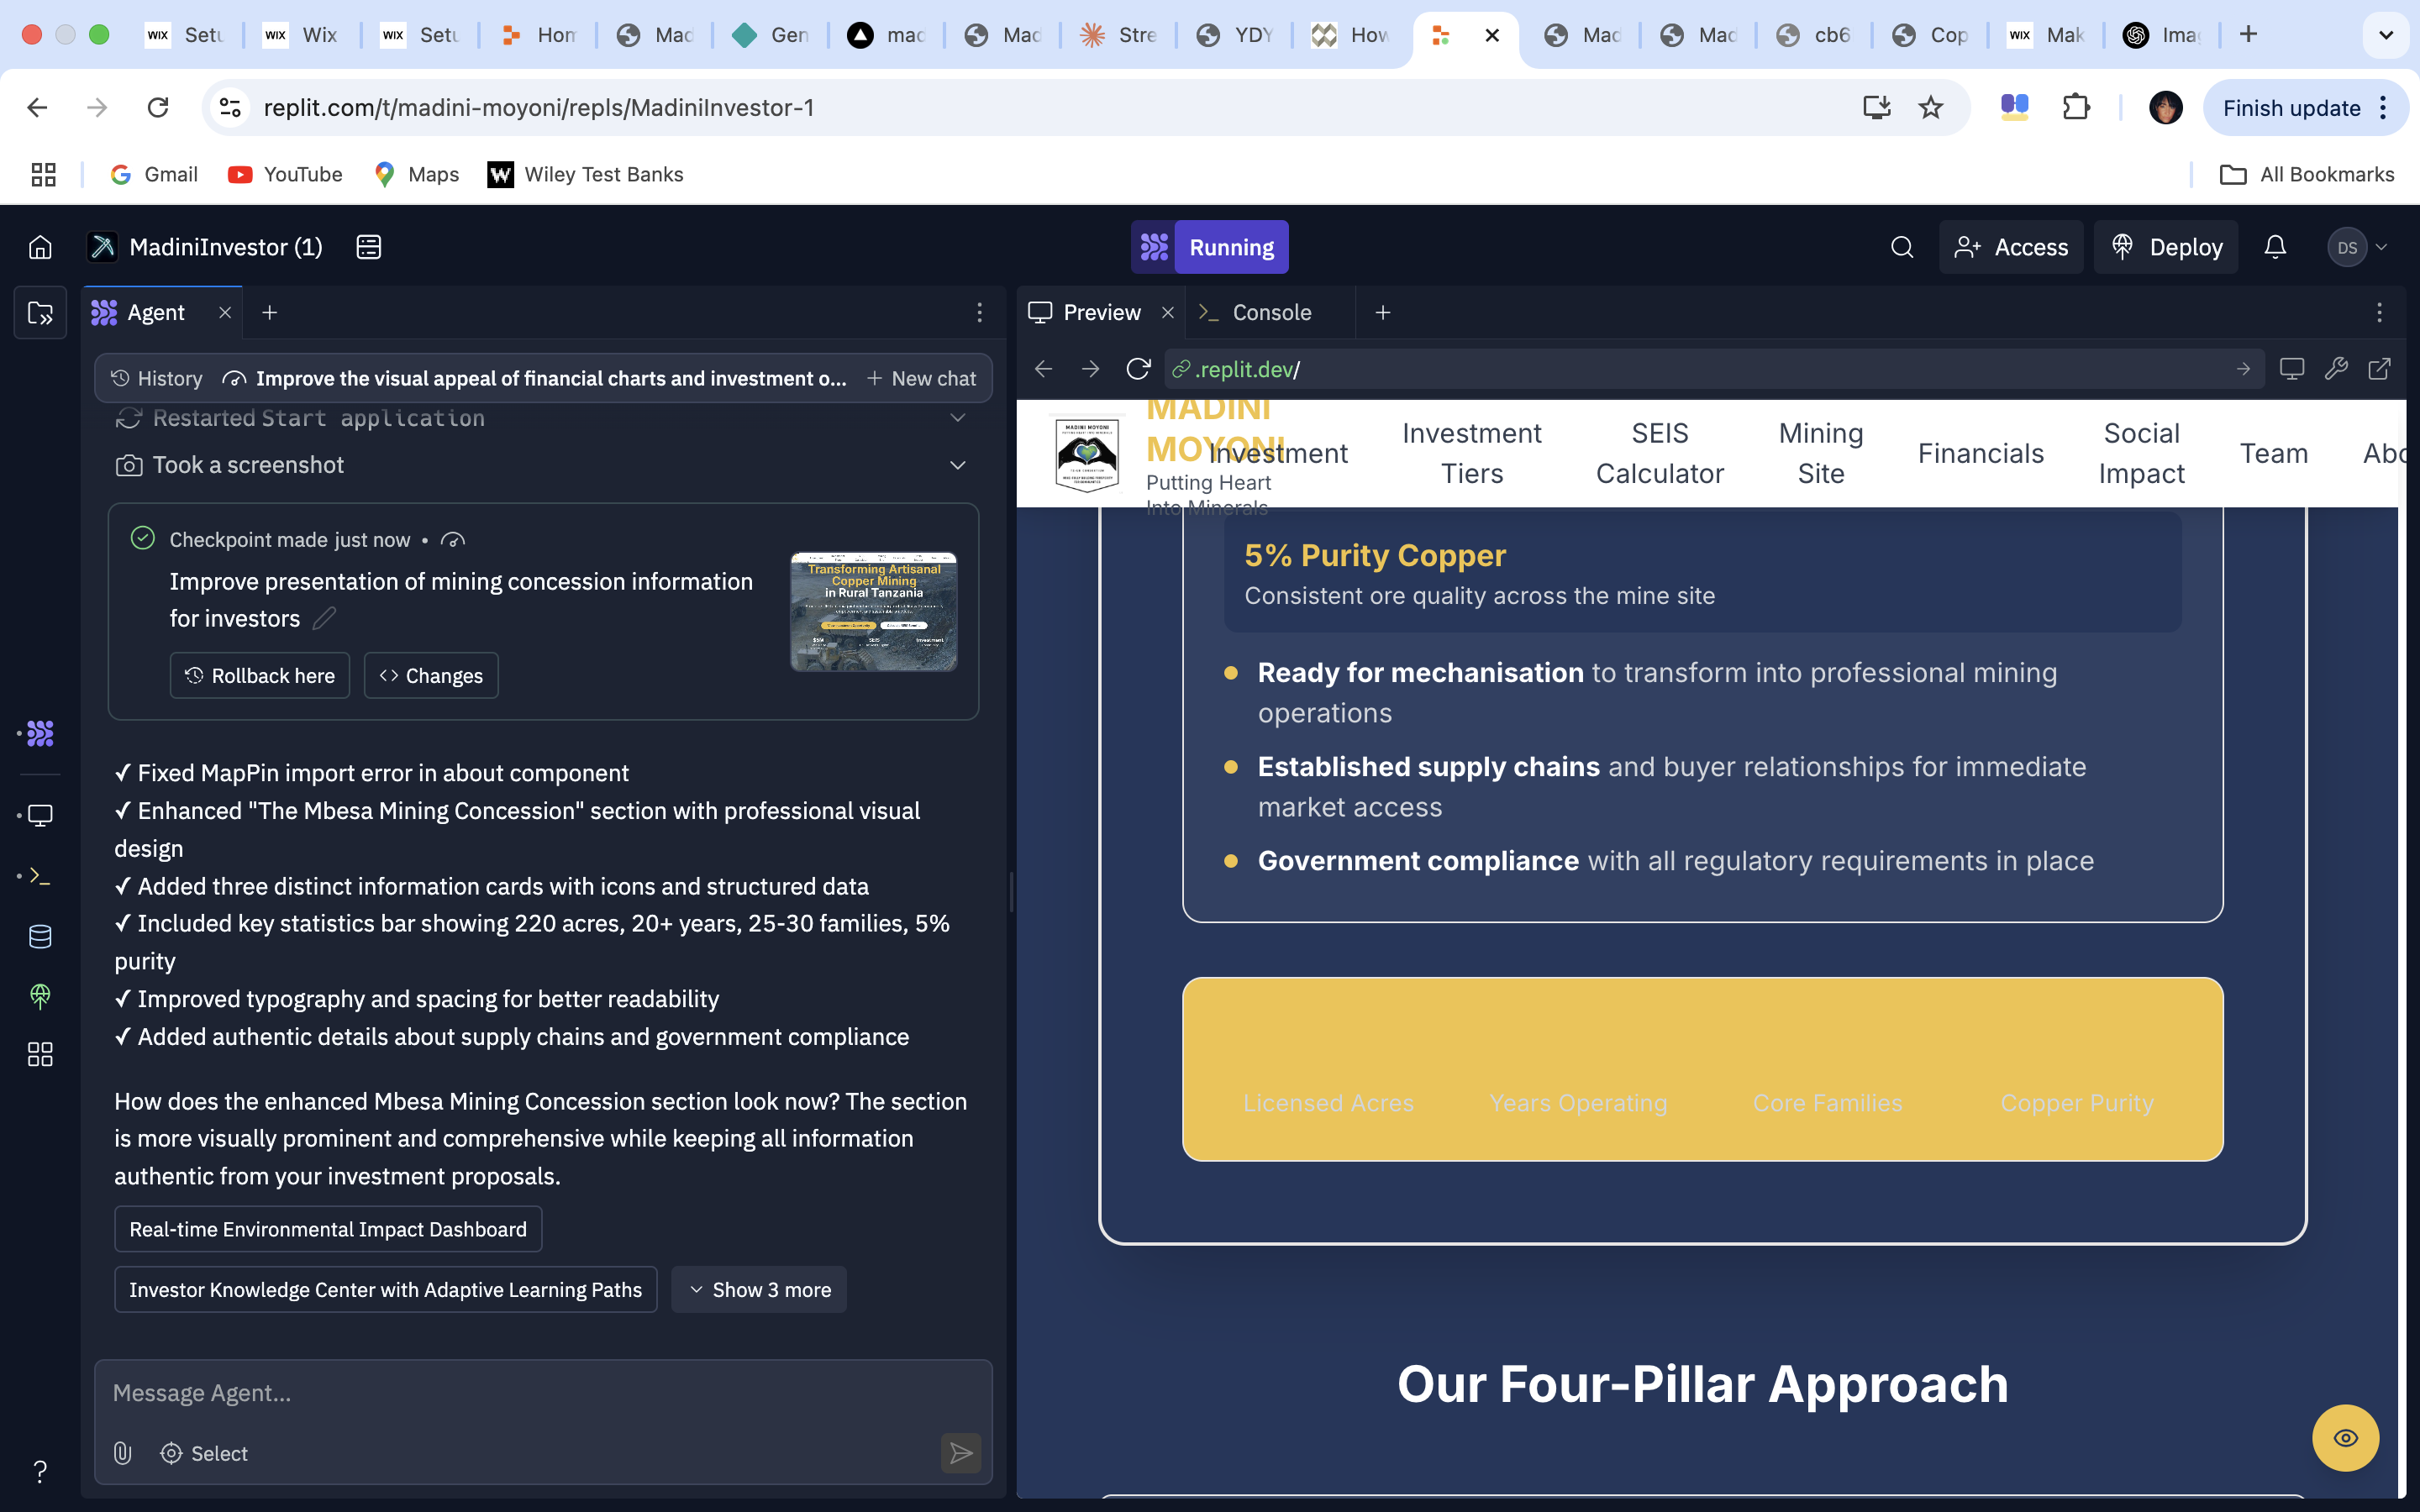 WIX Setu
WIX Wix
WIX Setu
Hom
Mad
Gen
mac
Mad
Stre
YDY
How
Mad
Mad
cb6
Cop
WIX Mak
Imag
replit.com/t/madini-moyoni/repls/MadiniInvestor-1
Finish update
Gmail
YouTube
Maps
W Wiley Test Banks
All Bookmarks
MadiniInvestor (1)
Running
Access
Deploy
DS
Agent
Preview
Console
History
Improve the visual appeal of financial charts and investment o...
New chat
.replit.dev/
Restarted Start application
Took a screenshot
Checkpoint made just now •
Improve presentation of mining concession information
for investors
Rollback here
Changes
Transforming Artisanal
Copper Mining
in Rural Tanzania
✓ Fixed MapPin import error in about component
✓ Enhanced "The Mbesa Mining Concession" section with professional visual
design
✓ Added three distinct information cards with icons and structured data
✓ Included key statistics bar showing 220 acres, 20+ years, 25-30 families, 5%
purity
✓ Improved typography and spacing for better readability
✓ Added authentic details about supply chains and government compliance
How does the enhanced Mbesa Mining Concession section look now? The section
is more visually prominent and comprehensive while keeping all information
authentic from your investment proposals.
Real-time Environmental Impact Dashboard
Investor Knowledge Center with Adaptive Learning Paths
Show 3 more
Message Agent...
Select
MADINI MOYONI
MADINI
MOYONI
Putting Heart
Into Minerals
Investment
Investment
Tiers
SEIS
Calculator
Mining
Site
Financials
Social
Impact
Team
Abo
5% Purity Copper
Consistent ore quality across the mine site
Ready for mechanisation to transform into professional mining
operations
Established supply chains and buyer relationships for immediate
market access
Government compliance with all regulatory requirements in place
Licensed Acres
Years Operating
Core Families
Copper Purity
Our Four-Pillar Approach